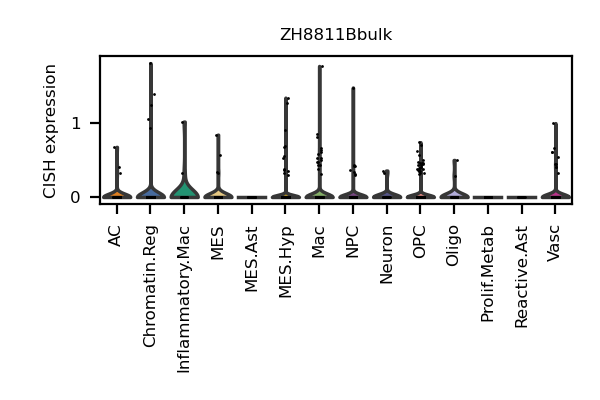 ZH8811Bbulk
CISH expression
1
0
AC
Chromatin.Reg
Inflammatory.Mac
MES
MES.Ast
MES.Hyp
Mac
NPC
Neuron
OPC
Oligo
Prolif.Metab
Reactive.Ast
Vasc